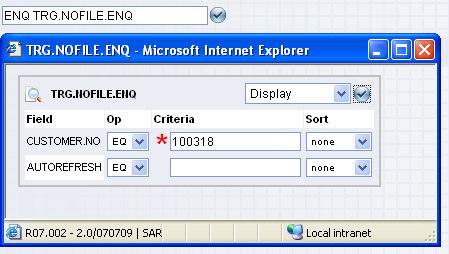 ENQ TRG.NOFILE.ENQ
TRG.NOFILE.ENQ - Microsoft Internet Explorer
TRG.NOFILE.ENQ Display
Field Op Criteria Sort
CUSTOMER.NO EQ * 100318 none
AUTOREFRESH EQ none
R07.002 - 2.0/070709 | SAR Local intranet